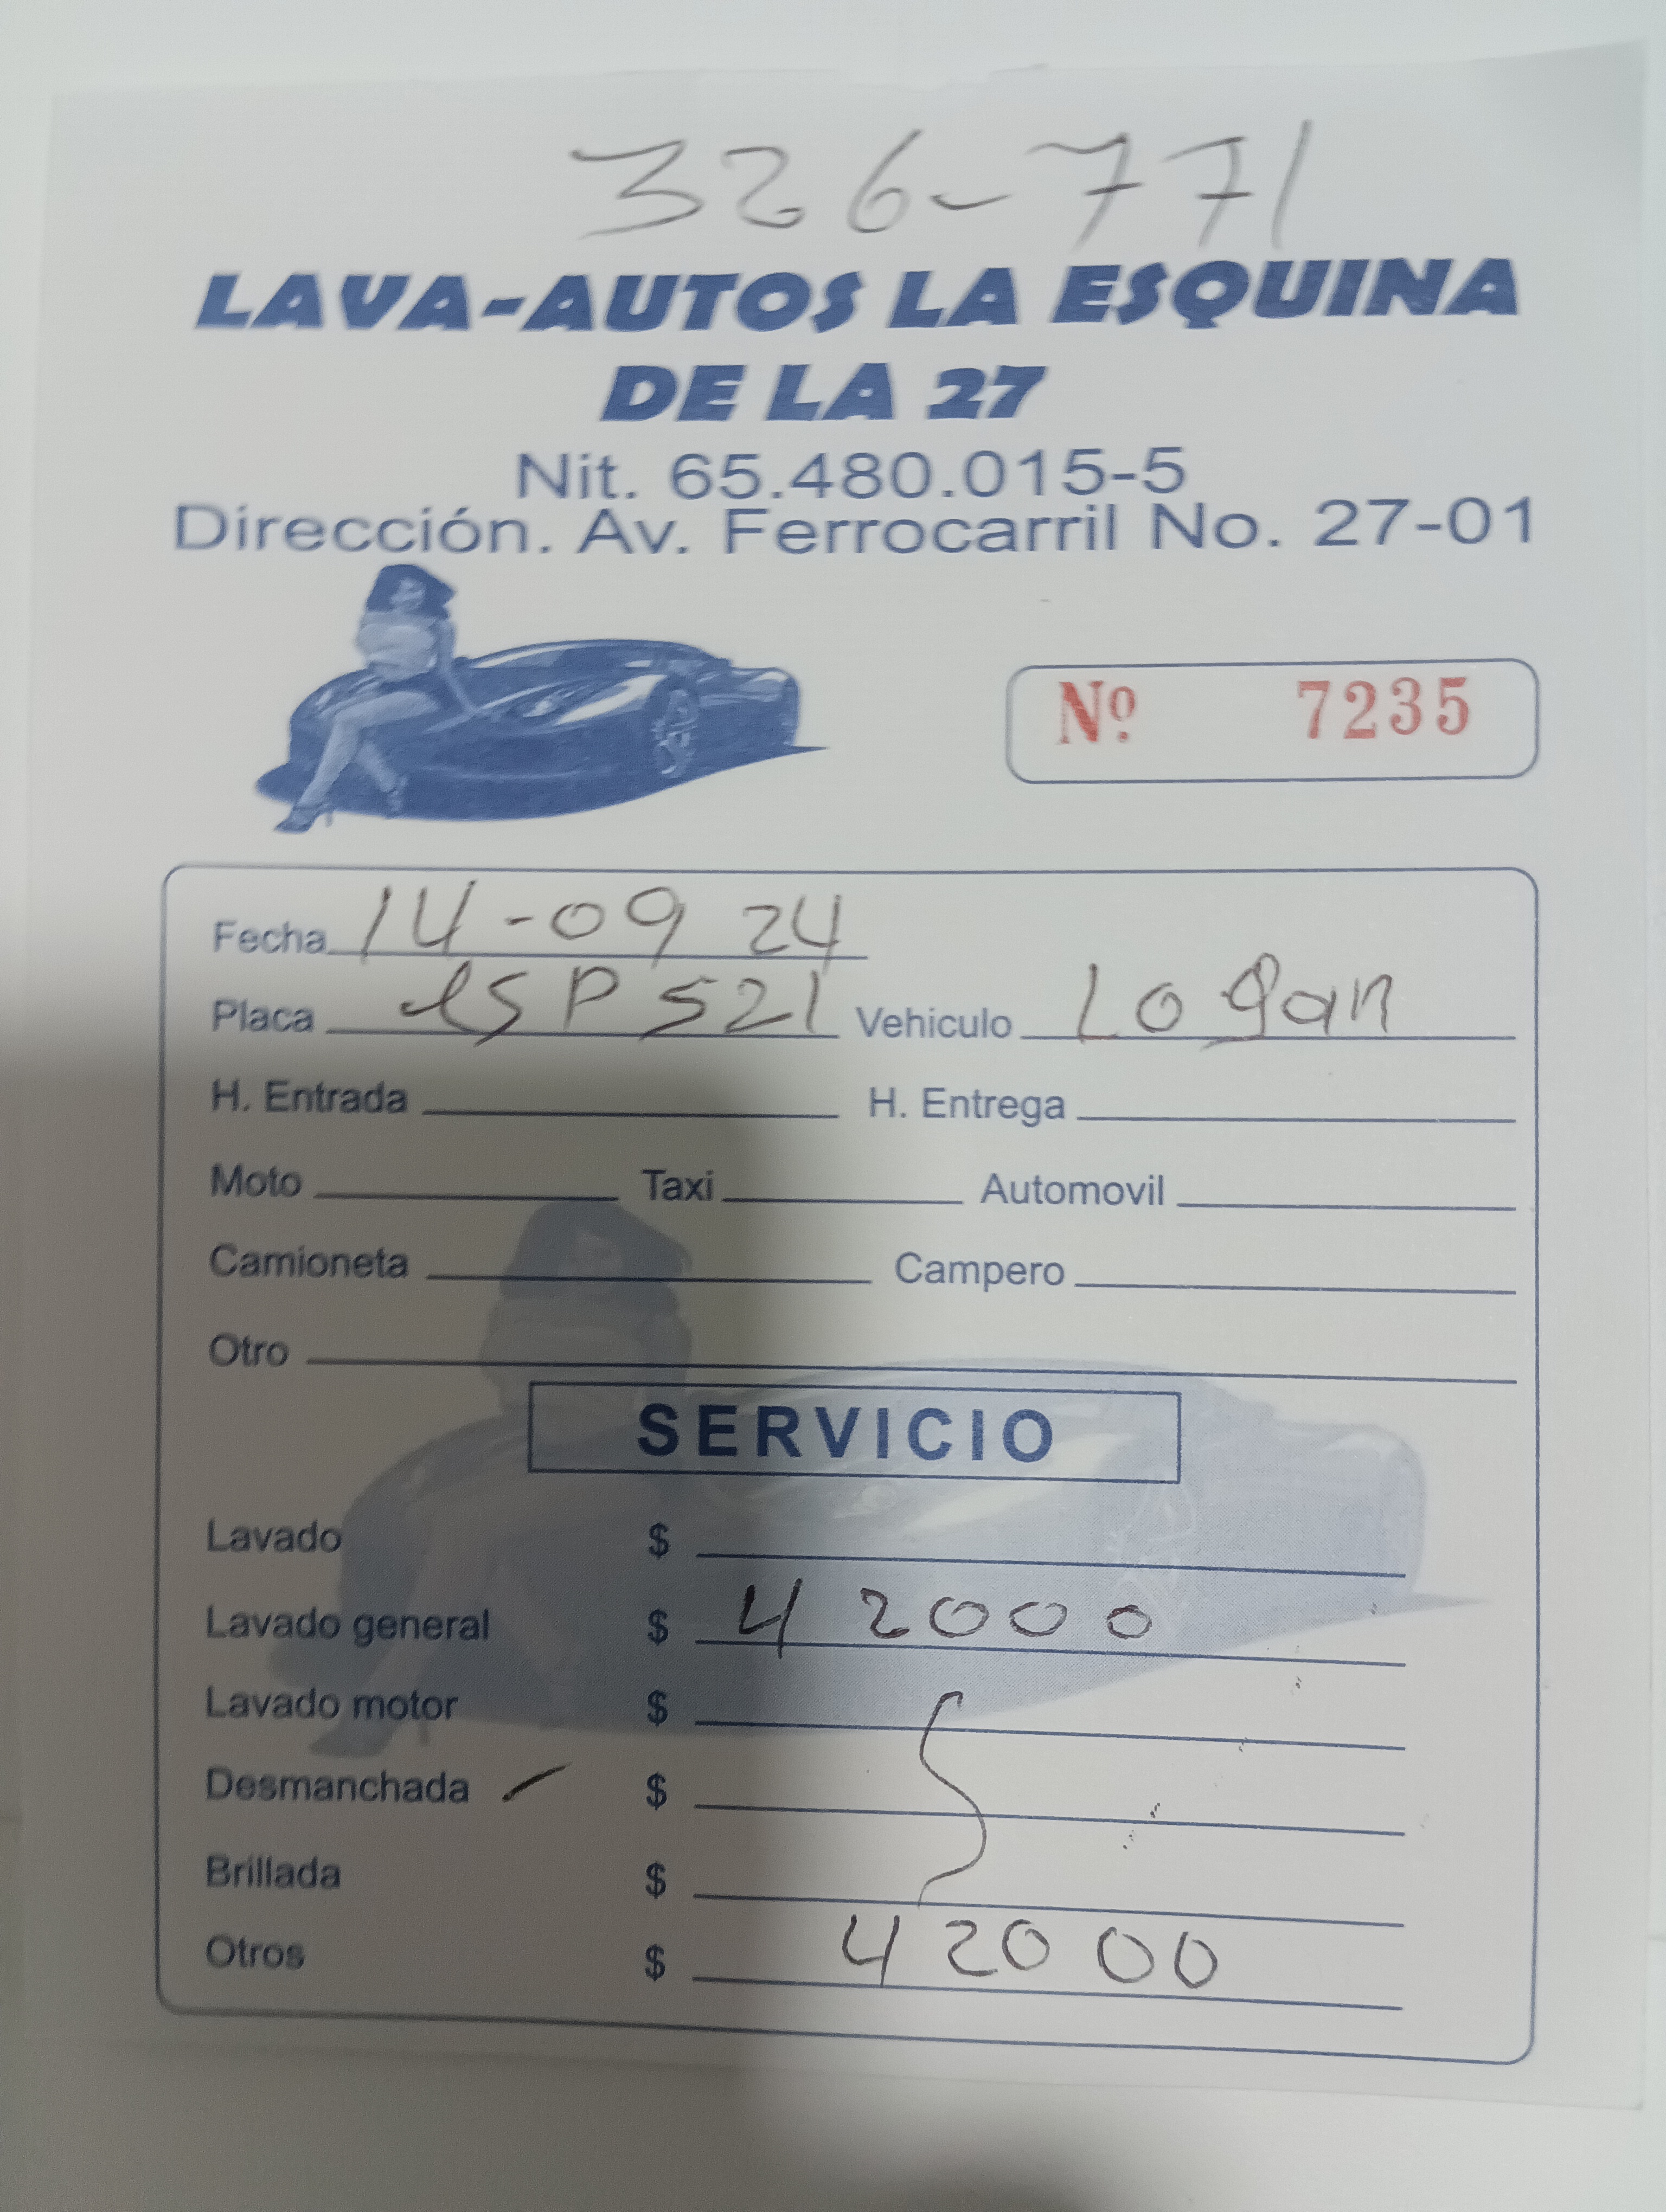 326-771
LAVA-AUTOS LA ESQUINA
DE LA 27
Nit. 65.480.015-5
Dirección. Av. Ferrocarril No. 27-01
Nº 7235
Fecha 14-09 24
Placa esP 521 Vehiculo Logan
H. Entrada H. Entrega
Moto Taxi Automovil
Camioneta Campero
Otro
SERVICIO
Lavado $
Lavado general $ 42000
Lavado motor $
Desmanchada $
Brillada $
Otros $ 42000